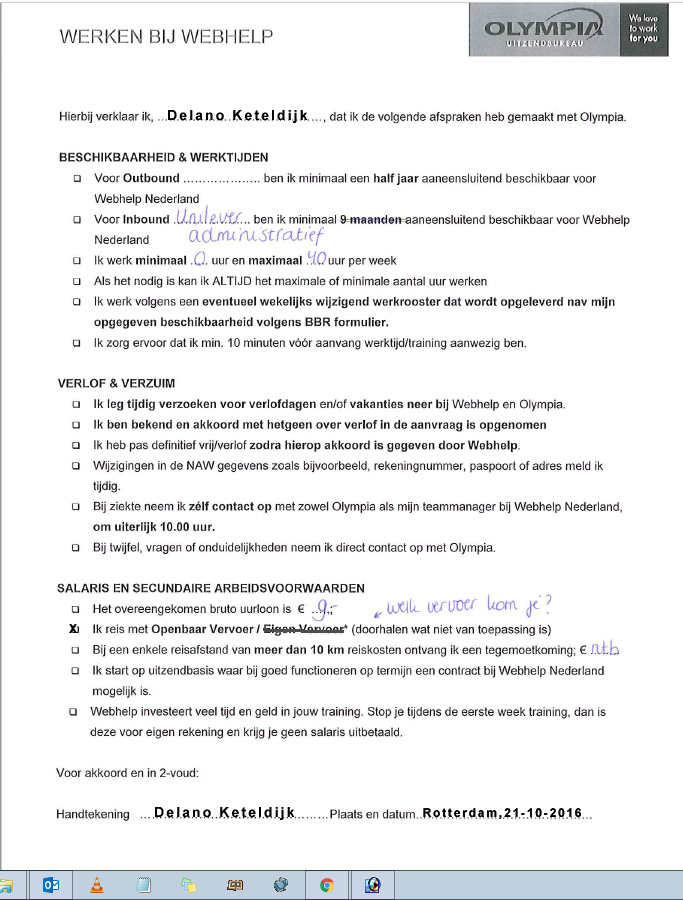 WERKEN BIJ WEBHELP
OLYMPIA
UITZENDBUREAU
We love
to work
for you
Hierbij verklaar ik, ...Delano Keteldijk...., dat ik de volgende afspraken heb gemaakt met Olympia.
BESCHIKBAARHEID & WERKTIJDEN
Voor Outbound ………………. ben ik minimaal een half jaar aaneensluitend beschikbaar voor
Webhelp Nederland
Voor Inbound Unilever... ben ik minimaal 9 maanden aaneensluitend beschikbaar voor Webhelp
Nederland administratief
Ik werk minimaal .0. uur en maximaal 40 uur per week
Als het nodig is kan ik ALTIJD het maximale of minimale aantal uur werken
Ik werk volgens een eventueel wekelijks wijzigend werkrooster dat wordt opgeleverd nav mijn
opgegeven beschikbaarheid volgens BBR formulier.
Ik zorg ervoor dat ik min. 10 minuten vóór aanvang werktijd/training aanwezig ben.
VERLOF & VERZUIM
Ik leg tijdig verzoeken voor verlofdagen en/of vakanties neer bij Webhelp en Olympia.
Ik ben bekend en akkoord met hetgeen over verlof in de aanvraag is opgenomen
Ik heb pas definitief vrij/verlof zodra hierop akkoord is gegeven door Webhelp.
Wijzigingen in de NAW gegevens zoals bijvoorbeeld, rekeningnummer, paspoort of adres meld ik
tijdig.
Bij ziekte neem ik zélf contact op met zowel Olympia als mijn teammanager bij Webhelp Nederland,
om uiterlijk 10.00 uur.
Bij twijfel, vragen of onduidelijkheden neem ik direct contact op met Olympia.
SALARIS EN SECUNDAIRE ARBEIDSVOORWAARDEN
Het overeengekomen bruto uurloon is € ..9,- welk vervoer kom je?
X Ik reis met Openbaar Vervoer / Eigen Vervoer* (doorhalen wat niet van toepassing is)
Bij een enkele reisafstand van meer dan 10 km reiskosten ontvang ik een tegemoetkoming; € ntb
Ik start op uitzendbasis waar bij goed functioneren op termijn een contract bij Webhelp Nederland
mogelijk is.
Webhelp investeert veel tijd en geld in jouw training. Stop je tijdens de eerste week training, dan is
deze voor eigen rekening en krijg je geen salaris uitbetaald.
Voor akkoord en in 2-voud:
Handtekening ....Delano Keteldijk.........Plaats en datum..Rotterdam,21-10-2016...